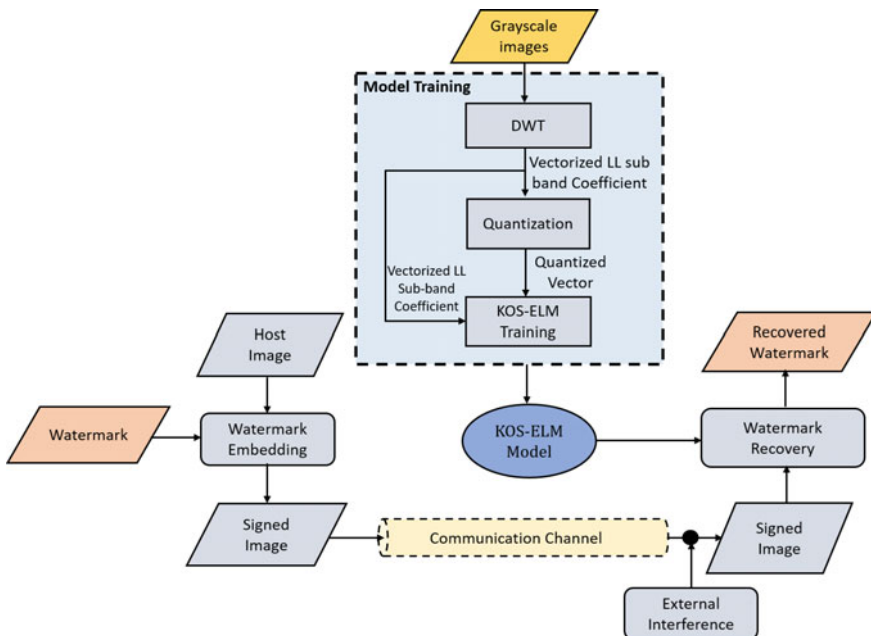 Grayscale
images
Model Training
DWT
Vectorized LL sub
band Coefficient
Quantization
Quantized
Vector
Vectorized LL
Sub-band
Coefficient
KOS-ELM
Training
Host
Image
Recovered
Watermark
Watermark
Watermark
Embedding
KOS-ELM
Model
Watermark
Recovery
Signed
Image
Communication Channel
Signed
Image
External
Interference